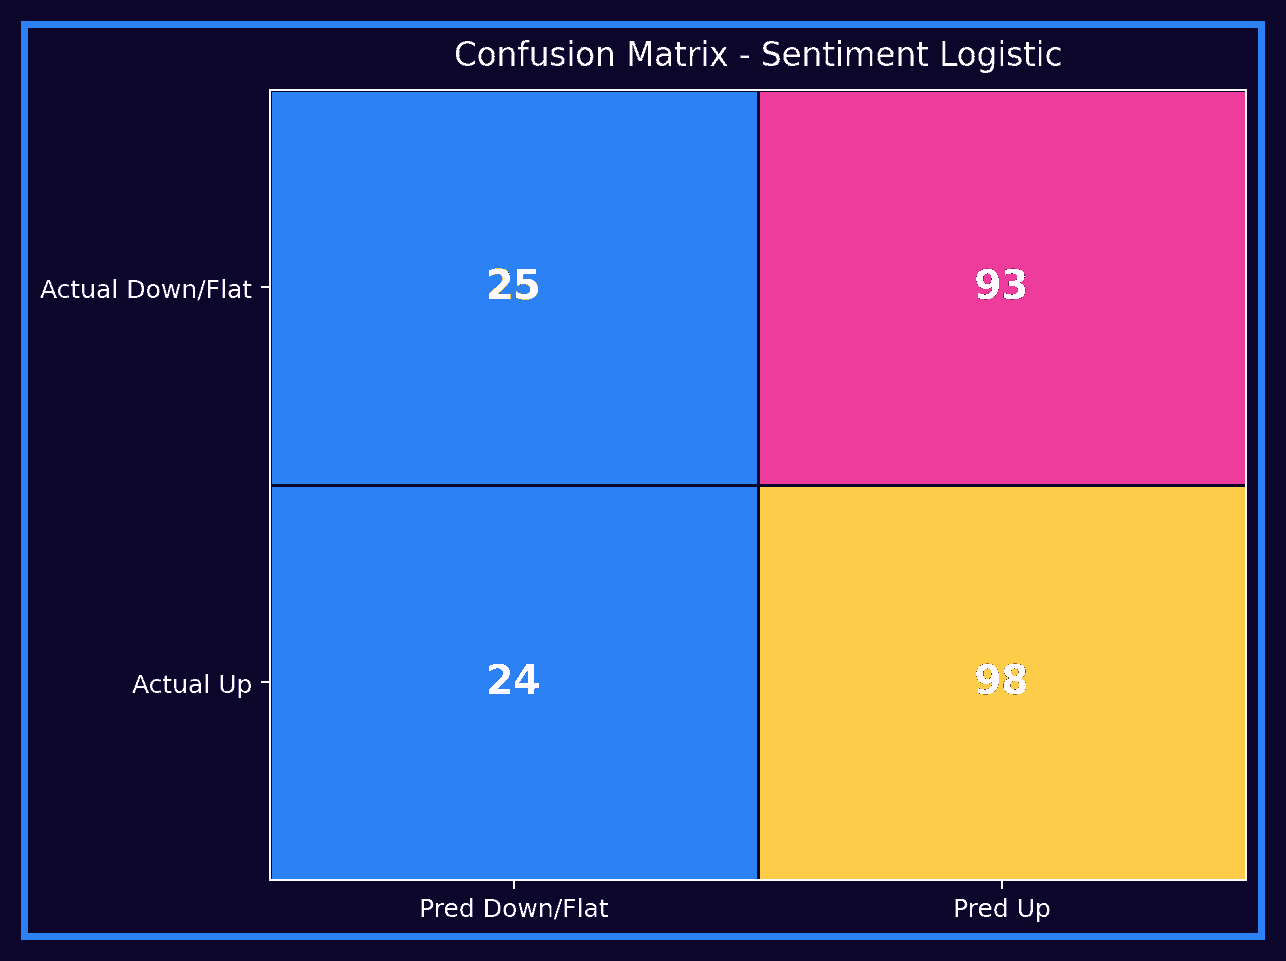 Confusion Matrix - Sentiment Logistic
Actual Down/Flat
25
93
Actual Up
24
98
Pred Down/Flat
Pred Up